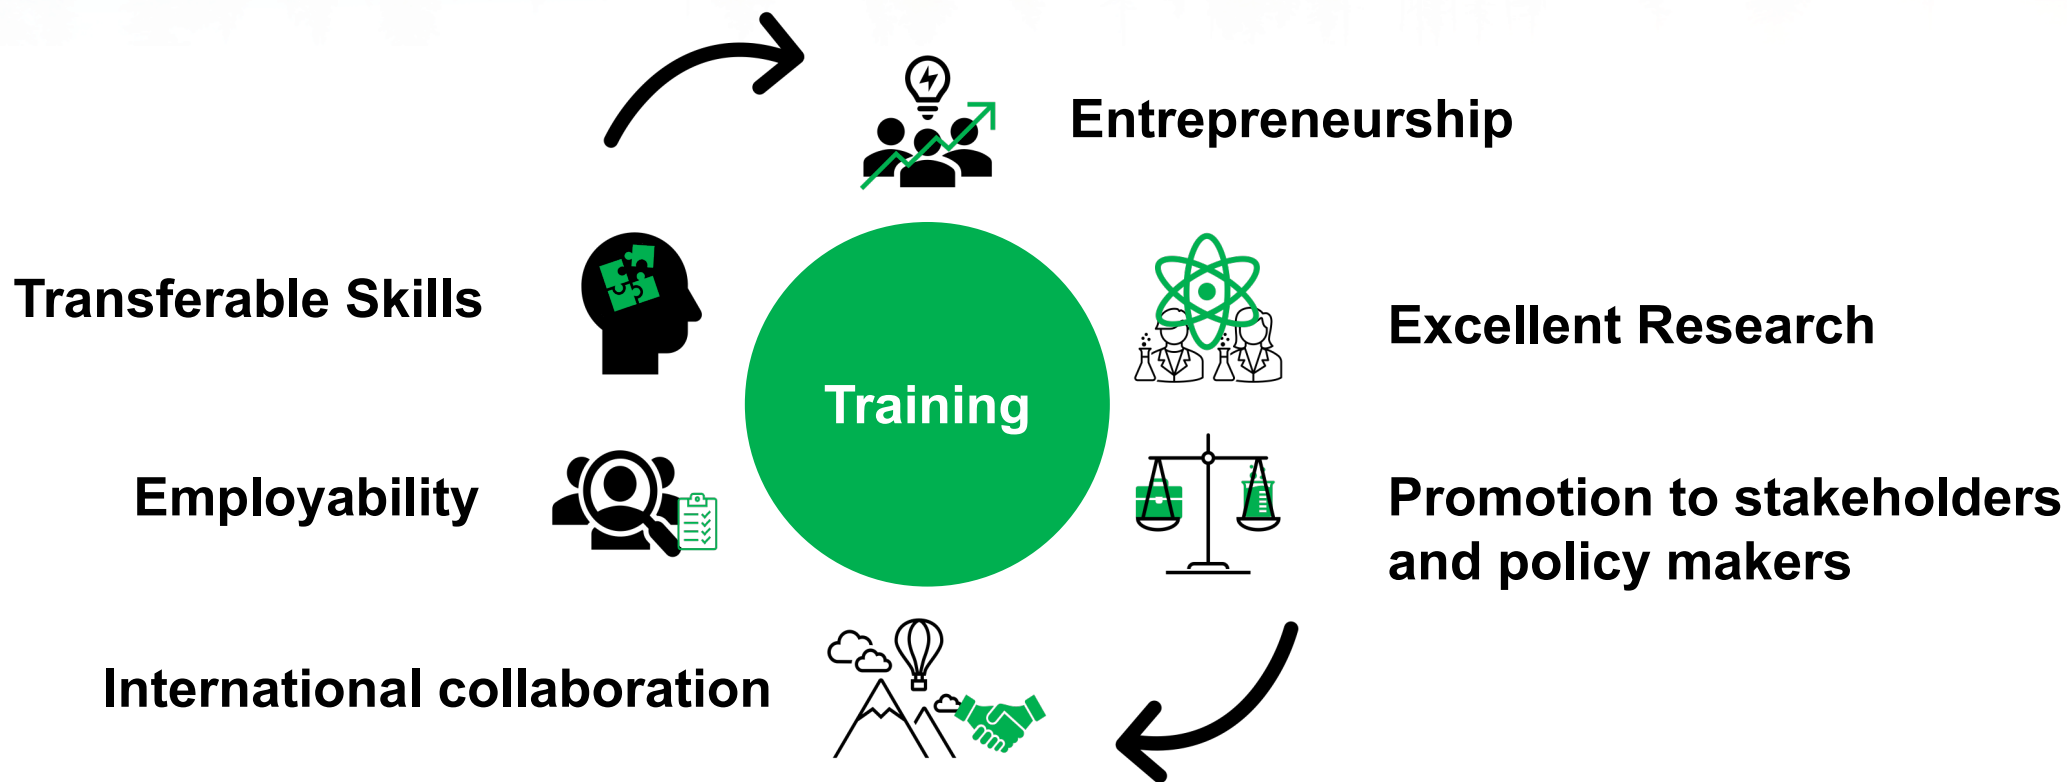 Entrepreneurship
Transferable Skills
Excellent Research
Training
Employability
Promotion to stakeholders
and policy makers
International collaboration